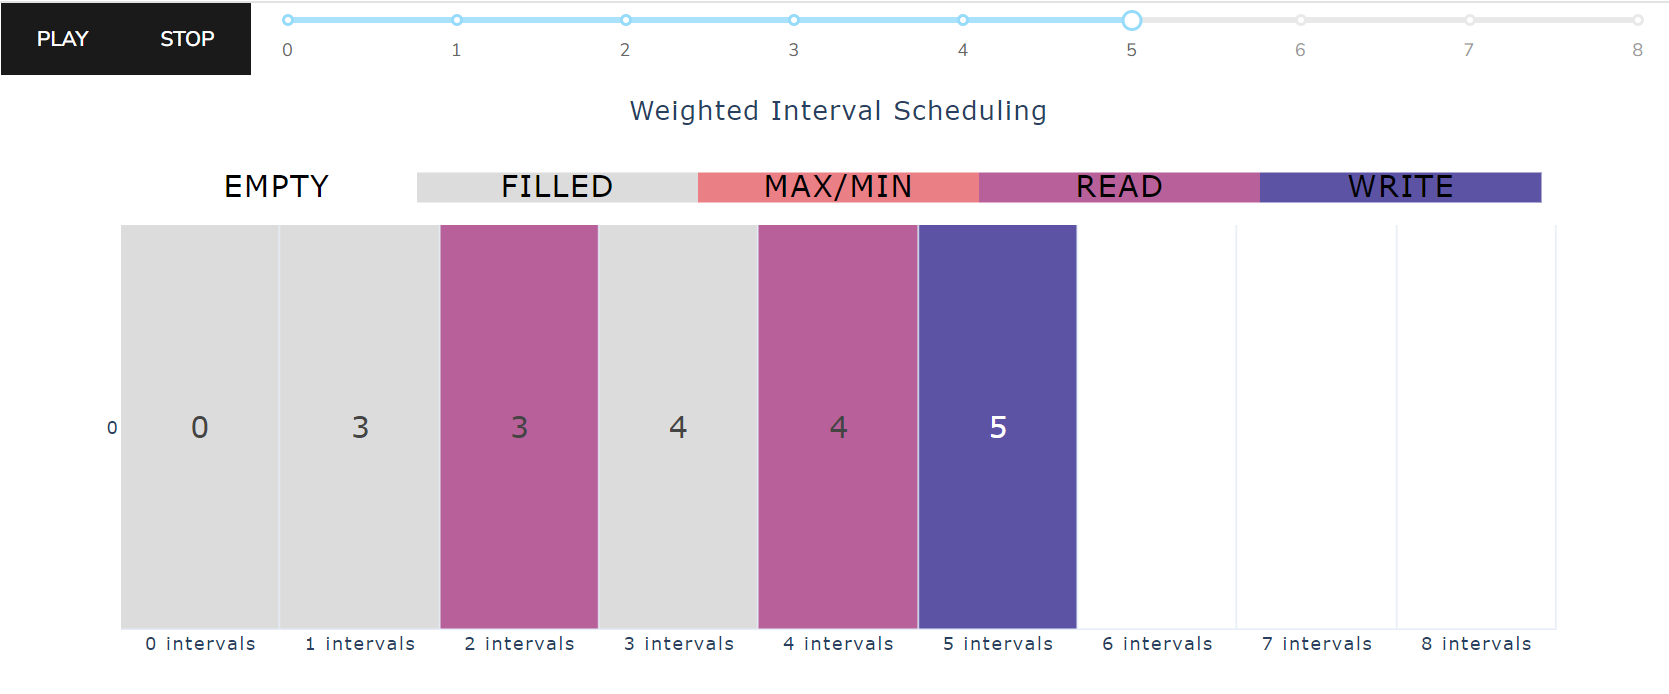 PLAY STOP
0 1 2 3 4 5 6 7 8
Weighted Interval Scheduling
EMPTY FILLED MAX/MIN READ WRITE
0 0 3 3 4 4 5
0 intervals 1 intervals 2 intervals 3 intervals 4 intervals 5 intervals 6 intervals 7 intervals 8 intervals